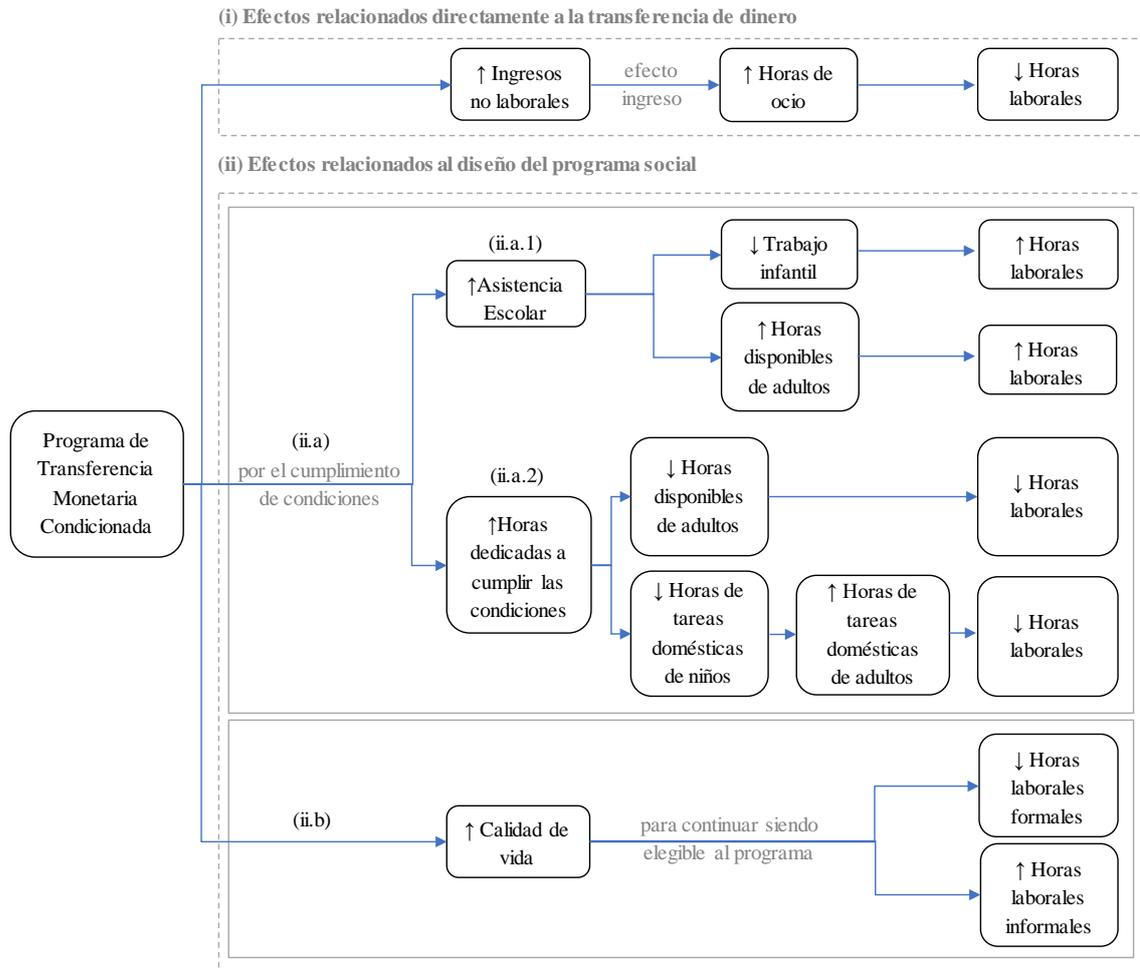 (i) Efectos relacionados directamente a la transferencia de dinero
↑ Ingresos
no laborales
efecto
ingreso
↑ Horas de
ocio
↓ Horas
laborales
(ii) Efectos relacionados al diseño del programa social
(ii.a.1)
↑Asistencia
Escolar
↓ Trabajo
infantil
↑ Horas
laborales
↑ Horas
disponibles
de adultos
↑ Horas
laborales
Programa de
Transferencia
Monetaria
Condicionada
(ii.a)
por el cumplimiento
de condiciones
(ii.a.2)
↑Horas
dedicadas a
cumplir las
condiciones
↓ Horas
disponibles
de adultos
↓ Horas
laborales
↓ Horas de
tareas
domésticas
de niños
↑ Horas de
tareas
domésticas
de adultos
↓ Horas
laborales
(ii.b)
↑ Calidad de
vida
para continuar siendo
elegible al programa
↓ Horas
laborales
formales
↑ Horas
laborales
informales